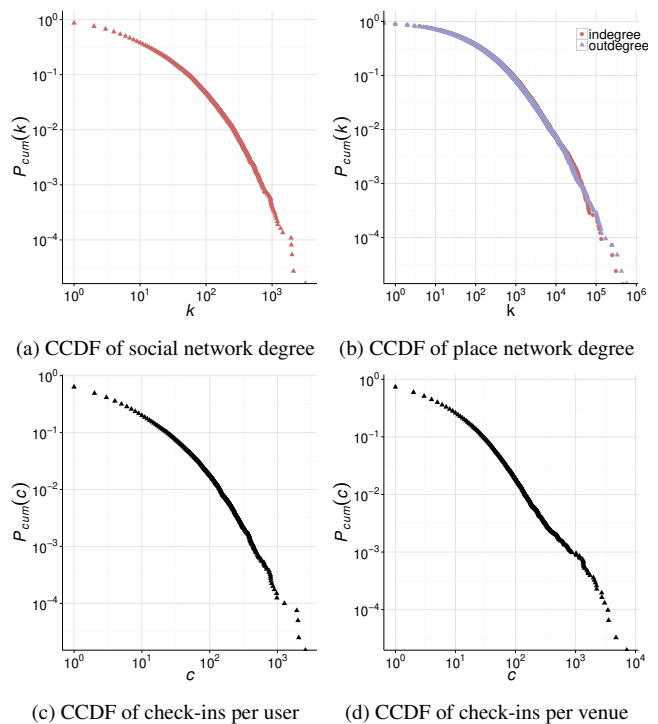 10^0
10^-1
10^-2
10^-3
10^-4
P_cum(k)
10^0 10^1 10^2 10^3
k
(a) CCDF of social network degree
10^0
10^-1
10^-2
10^-3
10^-4
P_cum(k)
indegree
outdegree
10^0 10^1 10^2 10^3 10^4 10^5 10^6
k
(b) CCDF of place network degree
10^0
10^-1
10^-2
10^-3
10^-4
P_cum(c)
10^0 10^1 10^2 10^3
c
(c) CCDF of check-ins per user
10^0
10^-1
10^-2
10^-3
10^-4
P_cum(c)
10^0 10^1 10^2 10^3 10^4
c
(d) CCDF of check-ins per venue